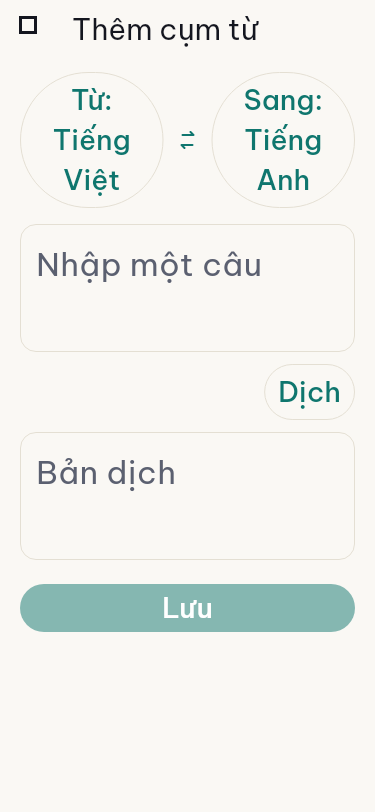 Thêm cụm từ
Từ:
Tiếng
Việt
Sang:
Tiếng
Anh
Nhập một câu
Dịch
Bản dịch
Lưu